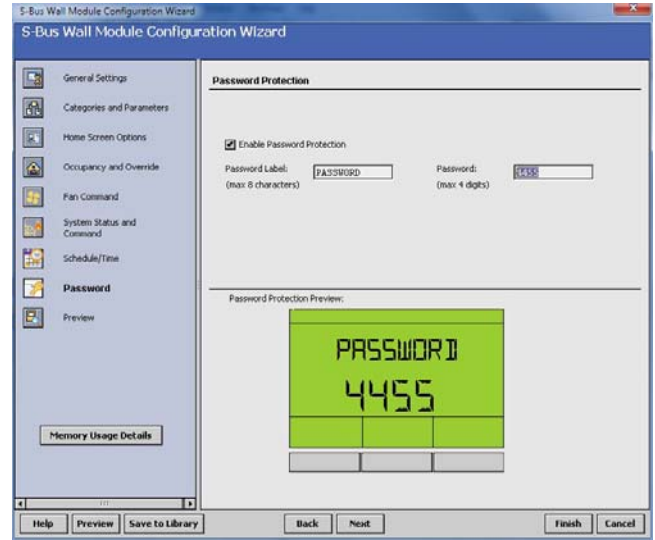 S-Bus Wall Module Configuration Wizard
S-Bus Wall Module Configuration Wizard
General Settings
Categories and Parameters
Home Screen Options
Occupancy and Override
Fan Command
System Status and
Command
Schedule/Time
Password
Preview
Memory Usage Details
Password Protection
Enable Password Protection
Password Label:
(max 8 characters)
PASSWORD
Password:
(max 4 digits)
4455
Password Protection Preview:
PASSWORD
4455
Help
Preview
Save to Library
Back
Next
Finish
Cancel